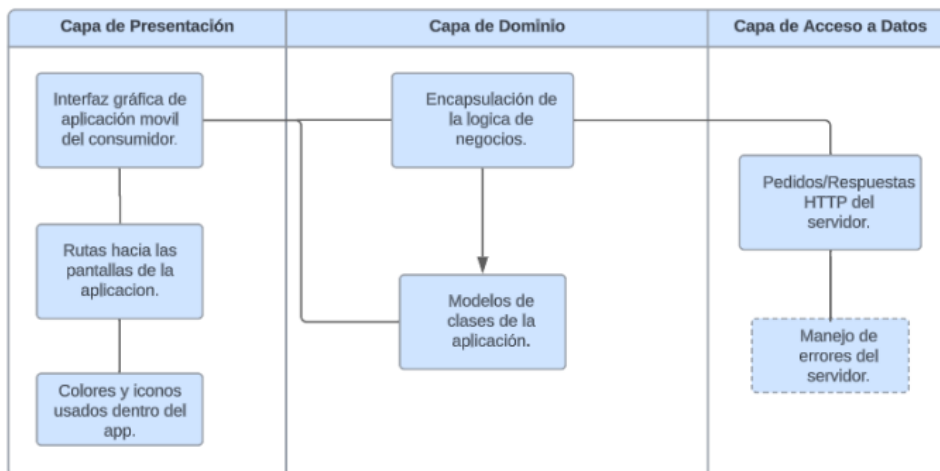 Capa de Presentación
Capa de Dominio
Capa de Acceso a Datos
Interfaz gráfica de
aplicación movil
del consumidor.
Rutas hacia las
pantallas de la
aplicacion.
Colores y iconos
usados dentro del
app.
Encapsulación de
la logica de
negocios.
Modelos de
clases de la
aplicación.
Pedidos/Respuestas
HTTP del
servidor.
Manejo de
errores del
servidor.